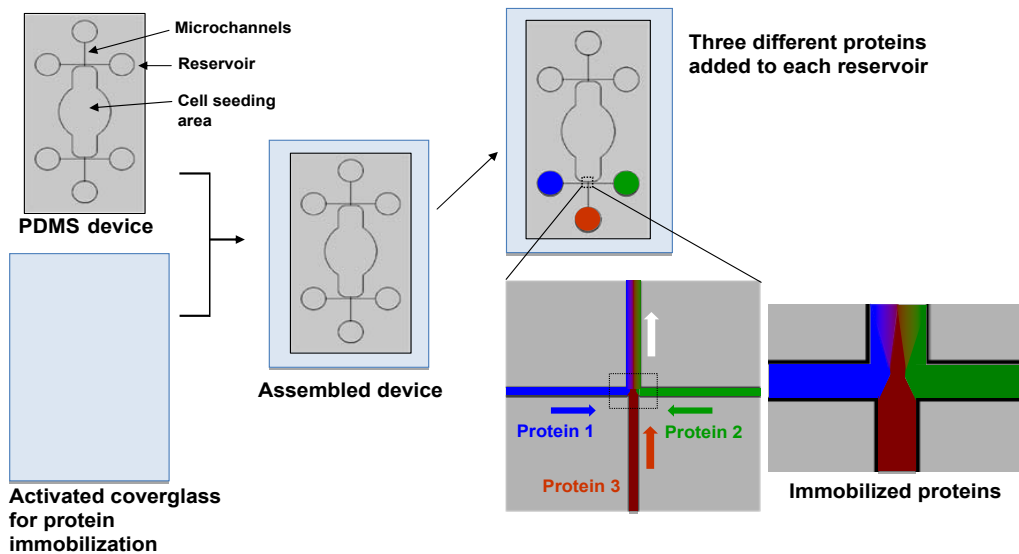 Microchannels
Reservoir
Cell seeding
area
PDMS device
Activated coverglass
for protein
immobilization
Assembled device
Three different proteins
added to each reservoir
Protein 1
Protein 2
Protein 3
Immobilized proteins